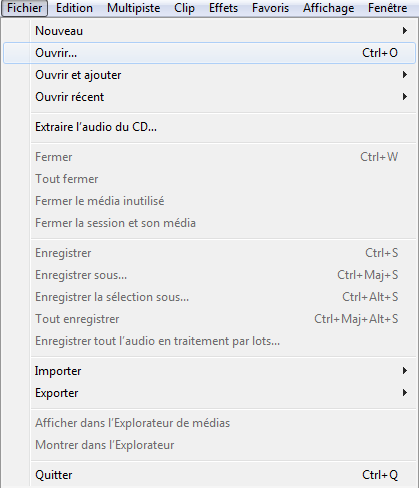 Fichier Edition Multipiste Clip Effets Favoris Affichage Fenêtre
Nouveau
Ouvrir... Ctrl+O
Ouvrir et ajouter
Ouvrir récent
Extraire l'audio du CD...
Fermer Ctrl+W
Tout fermer
Fermer le média inutilisé
Fermer la session et son média
Enregistrer Ctrl+S
Enregistrer sous... Ctrl+Maj+S
Enregistrer la sélection sous... Ctrl+Alt+S
Tout enregistrer Ctrl+Maj+Alt+S
Enregistrer tout l'audio en traitement par lots...
Importer
Exporter
Afficher dans l'Explorateur de médias
Montrer dans l'Explorateur
Quitter Ctrl+Q